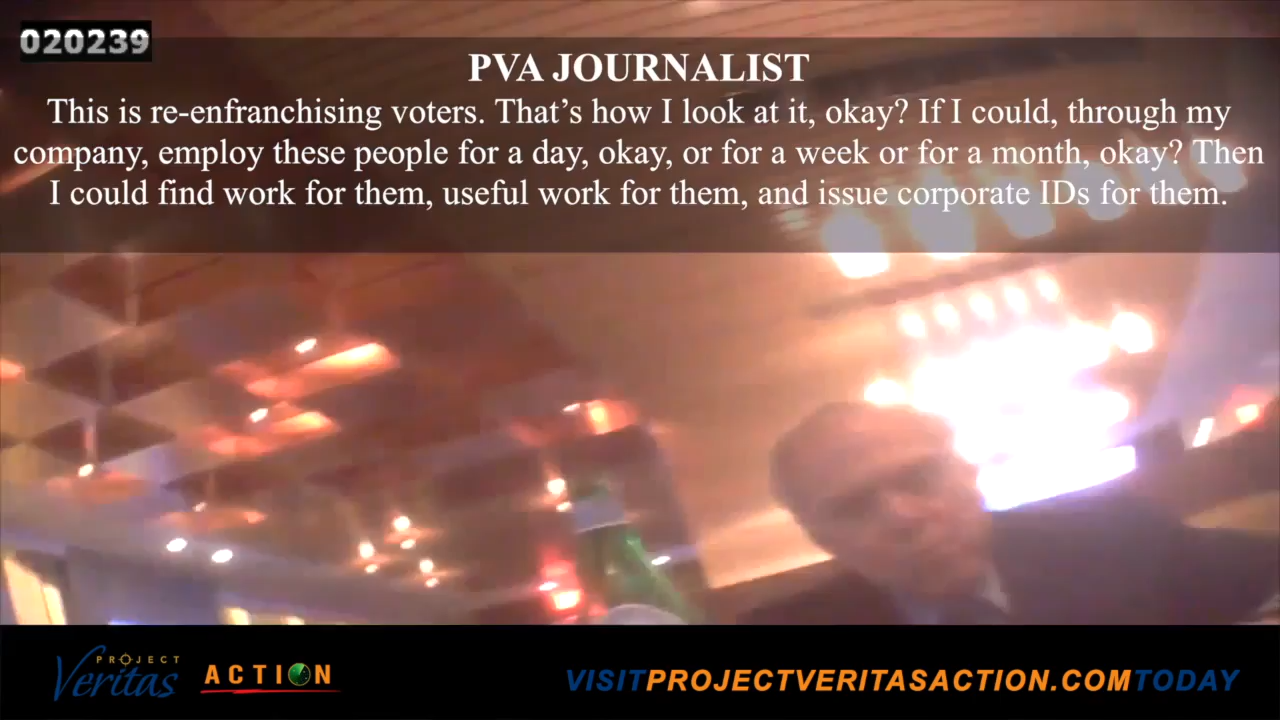 020239
PVA JOURNALIST
This is re-enfranchising voters. That’s how I look at it, okay? If I could, through my
company, employ these people for a day, okay, or for a week or for a month, okay? Then
I could find work for them, useful work for them, and issue corporate IDs for them.
PROJECT
Veritas ACTION
VISITPROJECTVERITASACTION.COMTODAY